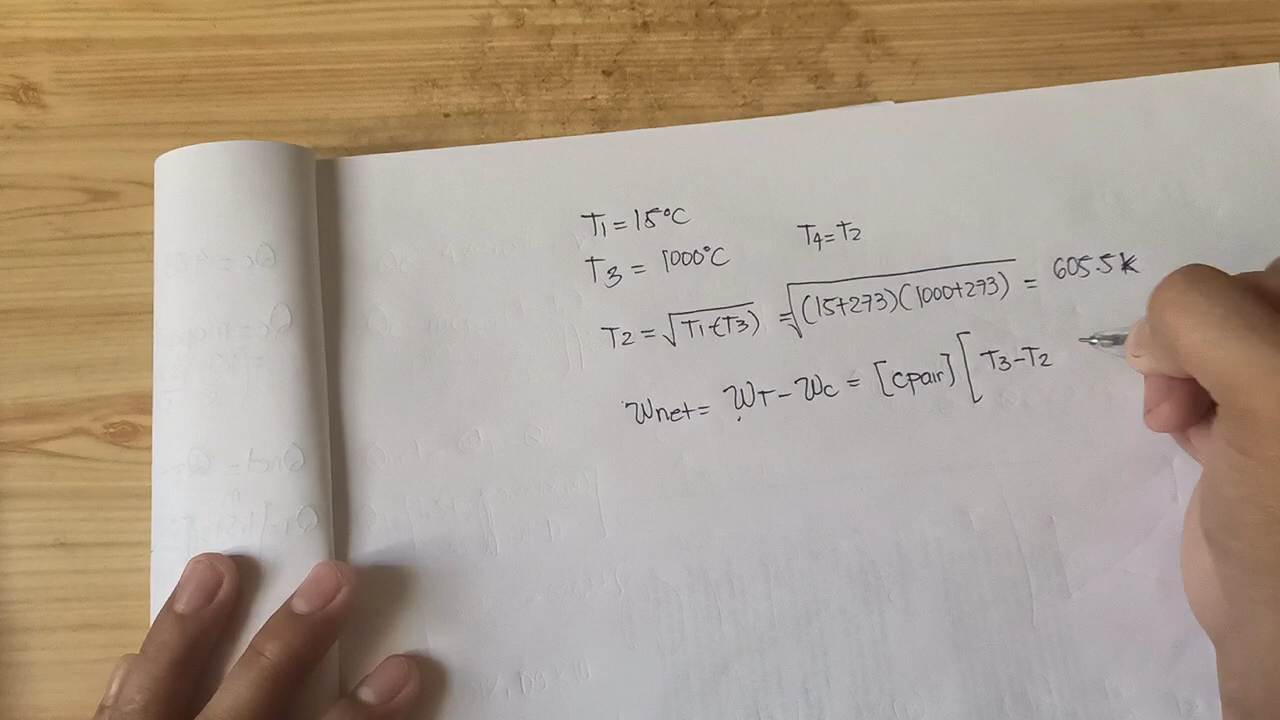 T1 = 15°C
T3 = 1000°C
T4 = T2
T2 = √T1(T3) = √(15+273)(1000+273) = 605.5K
Wnet = WT - Wc = [cpair] [T3-T2